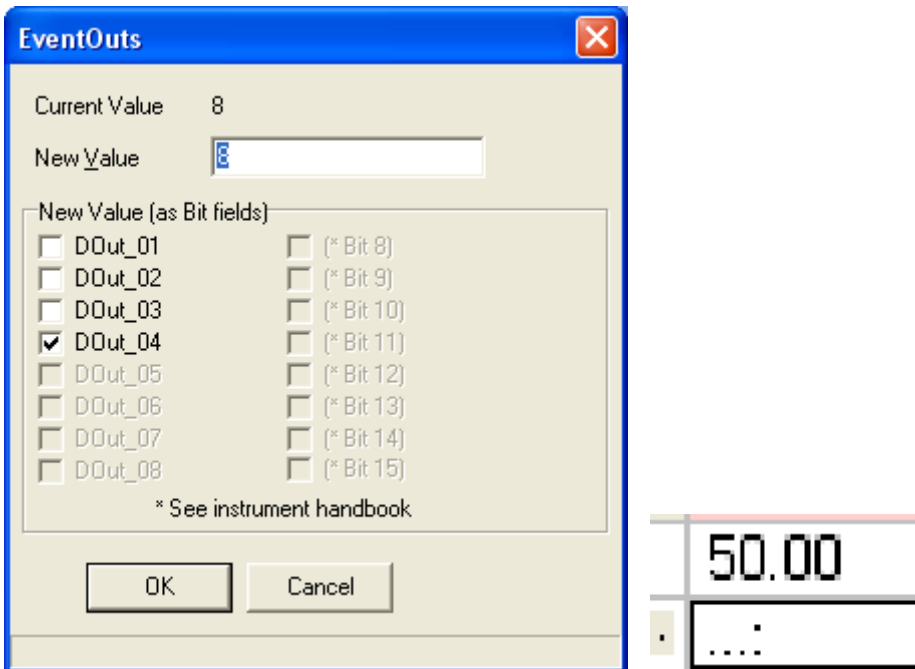 EventOuts
Current Value 8
New Value 8
New Value (as Bit fields)
DOut_01 (* Bit 8)
DOut_02 (* Bit 9)
DOut_03 (* Bit 10)
DOut_04 (* Bit 11)
DOut_05 (* Bit 12)
DOut_06 (* Bit 13)
DOut_07 (* Bit 14)
DOut_08 (* Bit 15)
* See instrument handbook
OK Cancel
50.00
...: